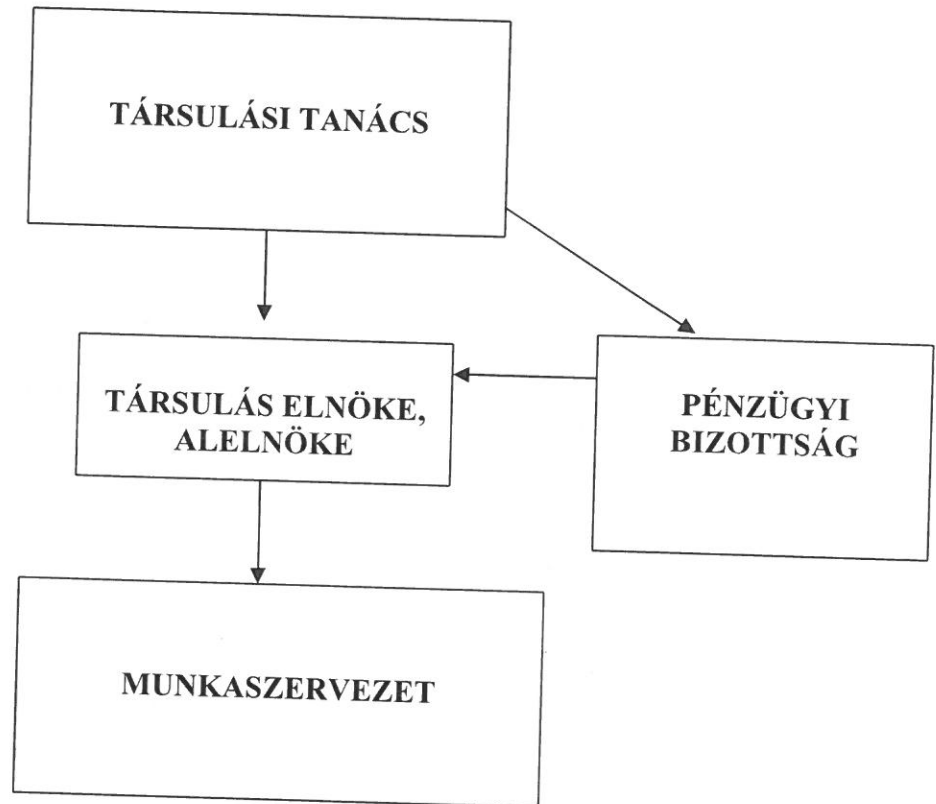 TÁRSULÁSI TANÁCS
TÁRSULÁS ELNÖKE,
ALELNÖKE
PÉNZÜGYI
BIZOTTSÁG
MUNKASZERVEZET